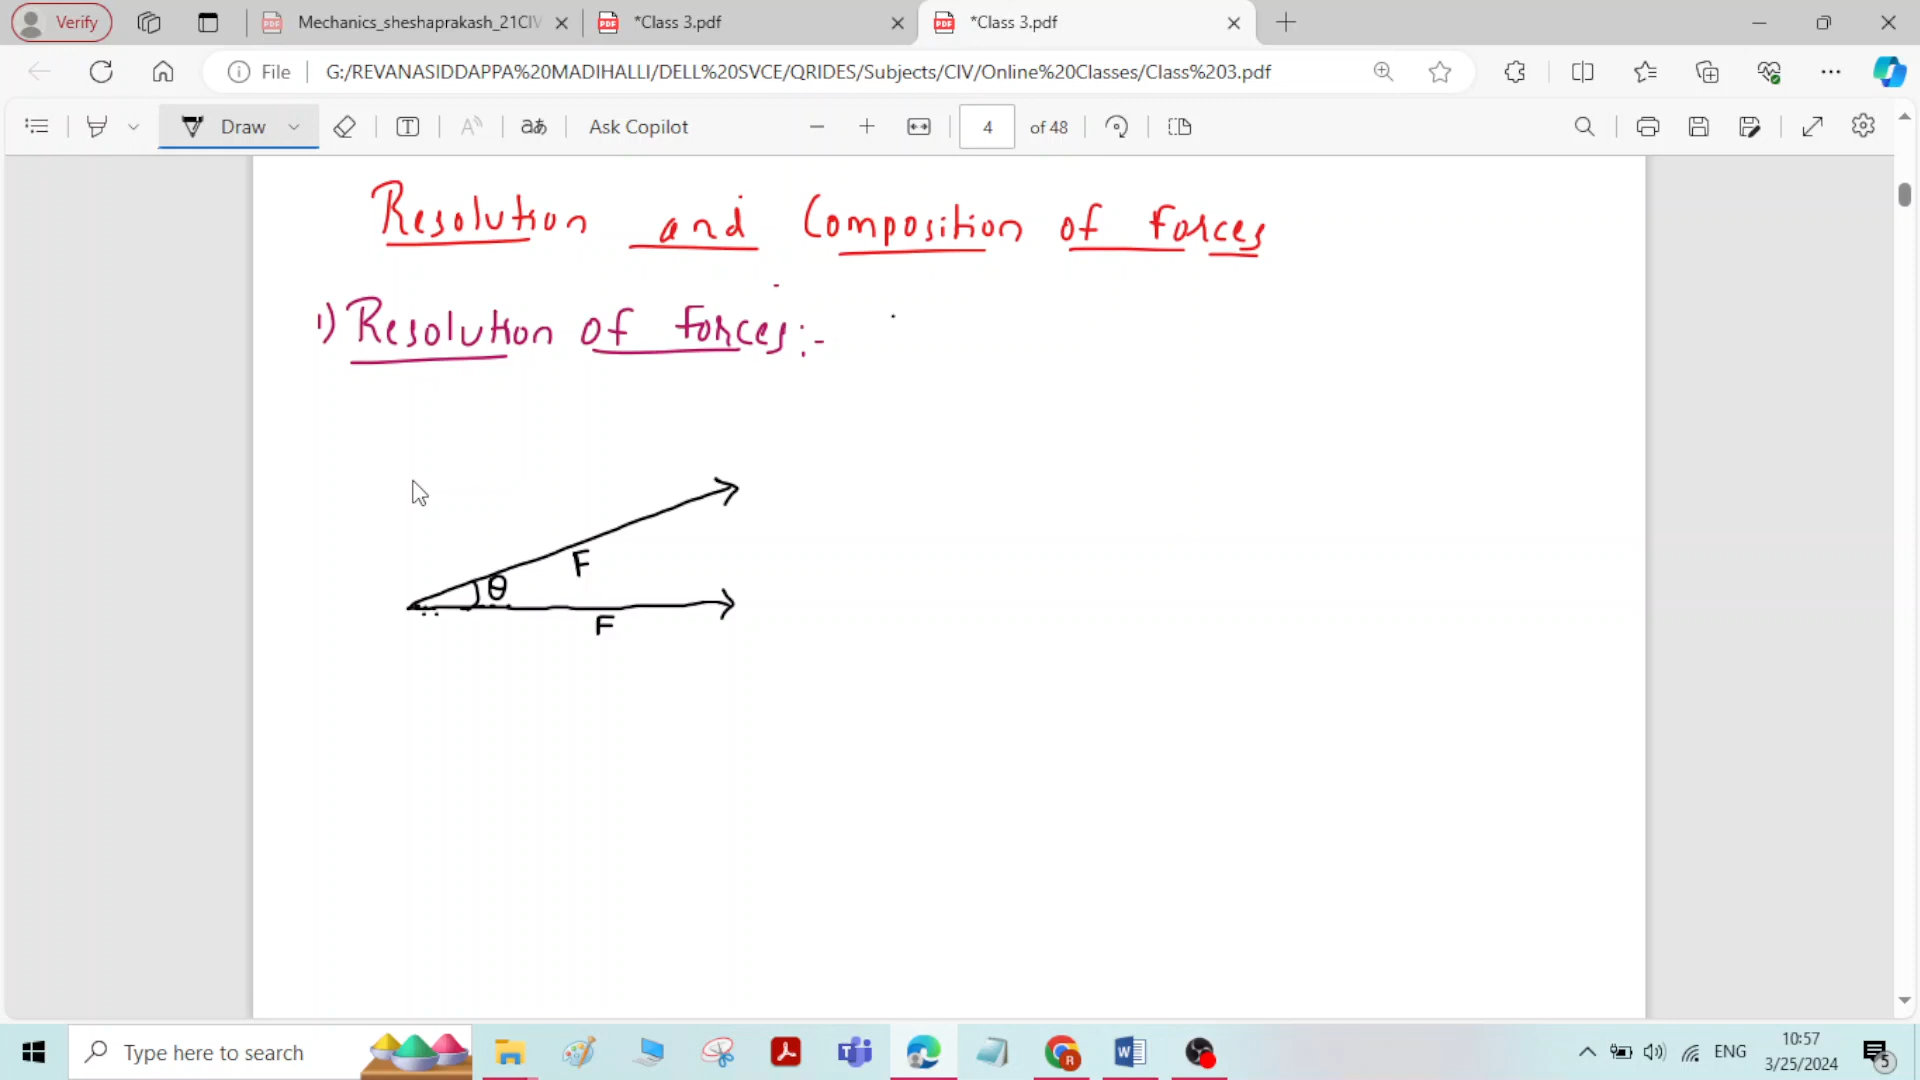 Verify
Mechanics_sheshaprakash_21CIV
*Class 3.pdf
*Class 3.pdf
File
G:/REVANASIDDAPPA%20MADIHALLI/DELL%20SVCE/QRIDES/Subjects/CIV/Online%20Classes/Class%203.pdf
Draw
Ask Copilot
4 of 48
Resolution and Composition of forces
1) Resolution of forces:-
F
θ
F
Type here to search
ENG
10:57
3/25/2024
5